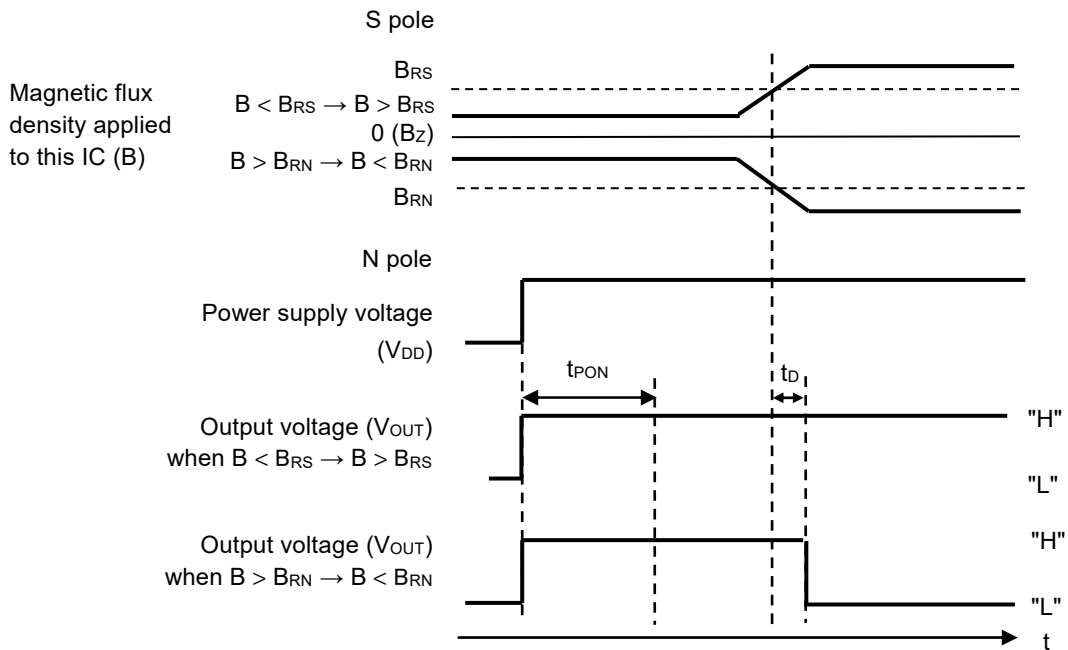 S pole
Magnetic flux
density applied
to this IC (B)
BRS
B < BRS → B > BRS
0 (BZ)
B > BRN → B < BRN
BRN
N pole
Power supply voltage
(VDD)
tPON
tD
Output voltage (VOUT)
when B < BRS → B > BRS
"H"
"L"
Output voltage (VOUT)
when B > BRN → B < BRN
"H"
"L"
t